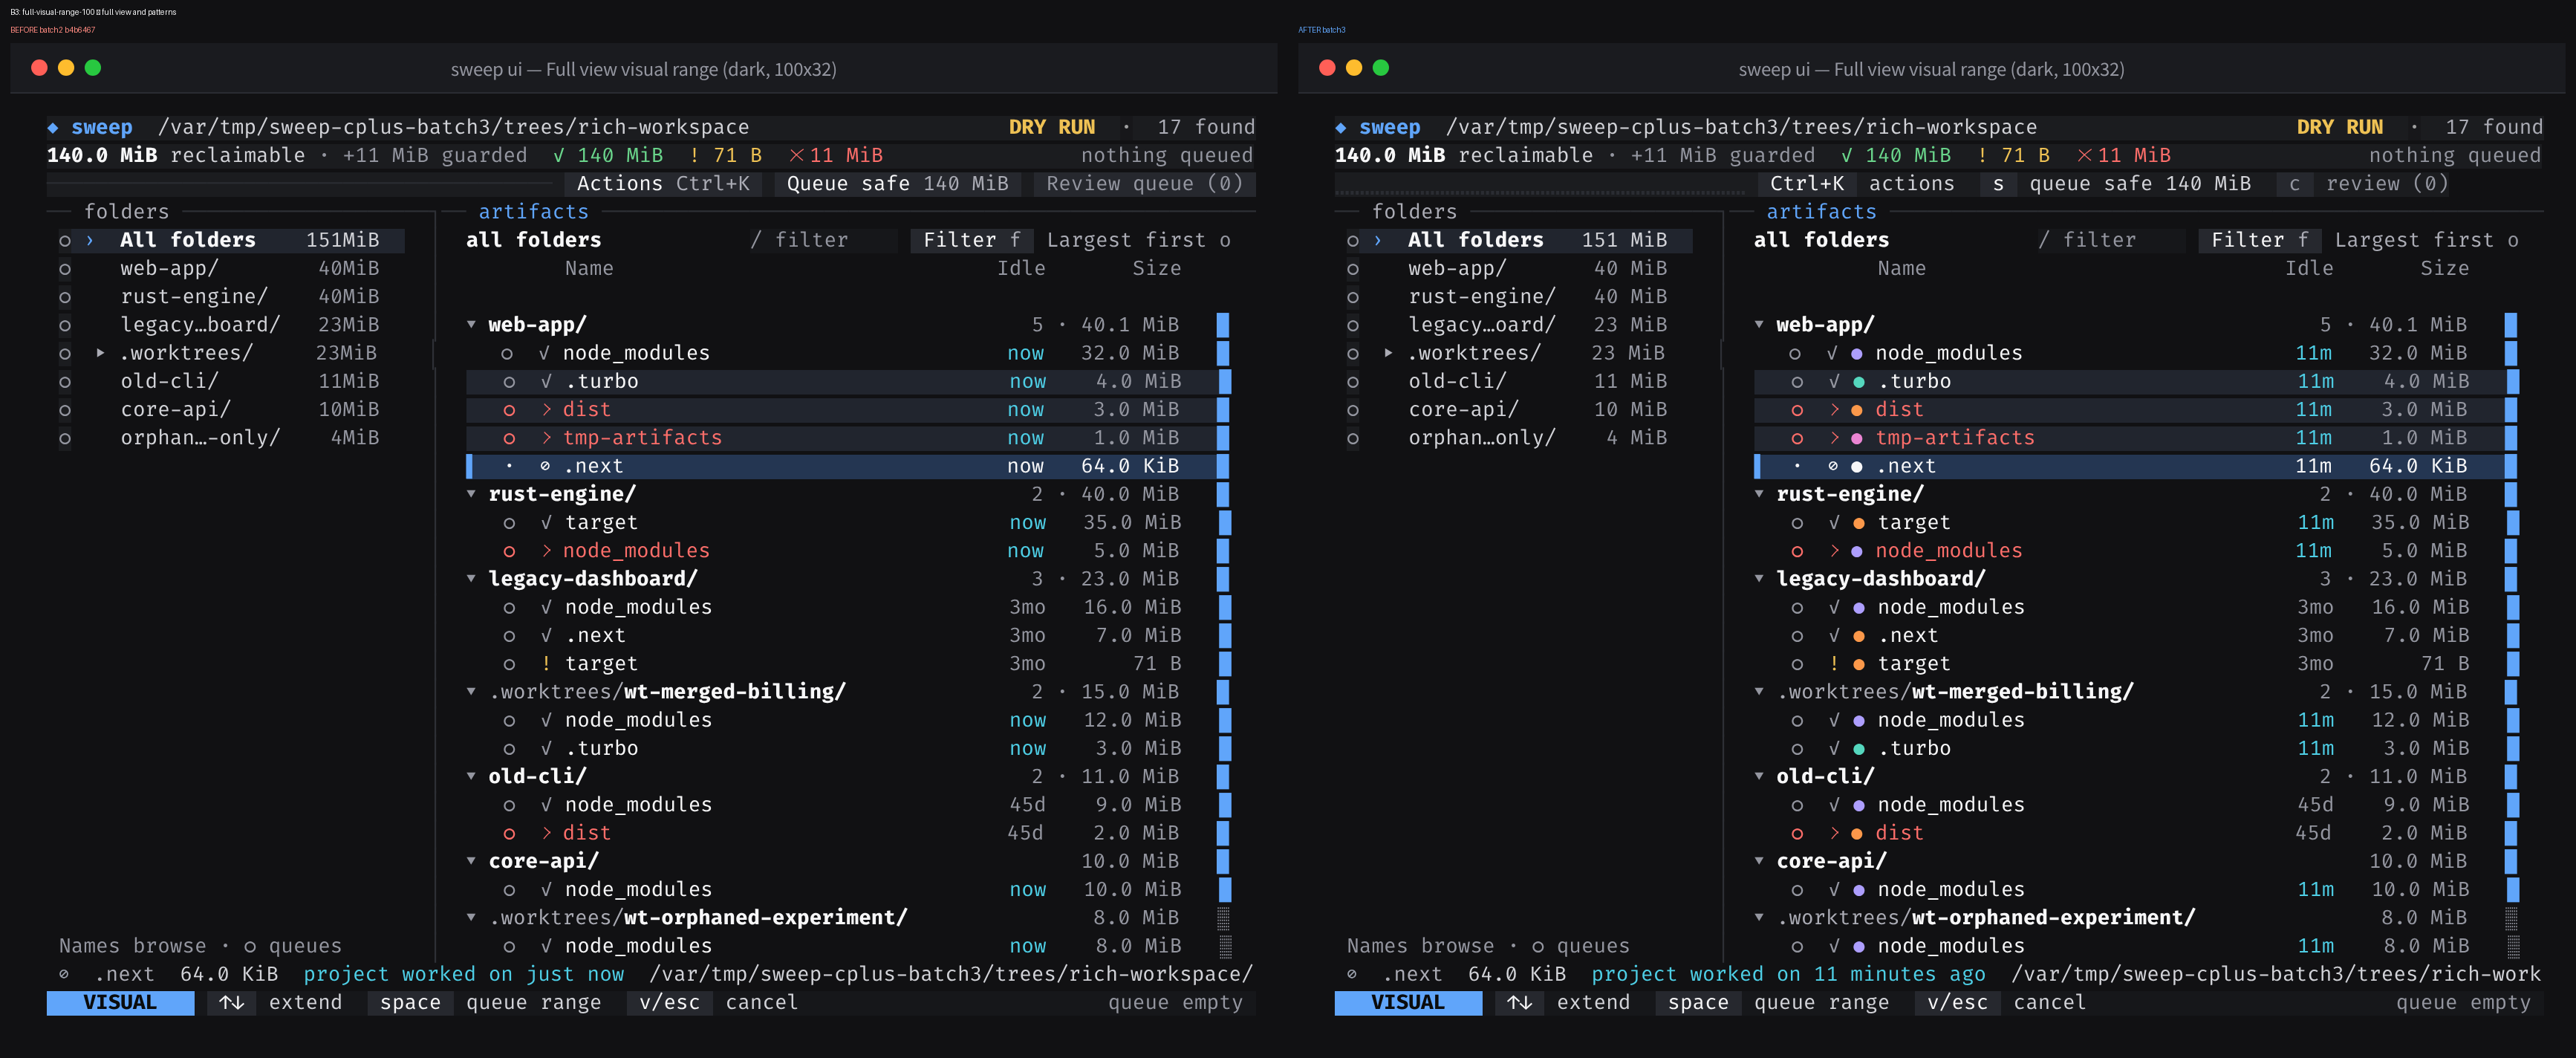 B3: full-visual-range-100 full view and patterns
BEFORE batch2 b4b6467
sweep ui — Full view visual range (dark, 100x32)
◆ sweep /var/tmp/sweep-cplus-batch3/trees/rich-workspace DRY RUN · 17 found
140.0 MiB reclaimable · +11 MiB guarded √ 140 MiB ! 71 B ×11 MiB nothing queued
Actions Ctrl+K Queue safe 140 MiB Review queue (0)
folders
○ › All folders 151MiB
○ web-app/ 40MiB
○ rust-engine/ 40MiB
○ legacy…board/ 23MiB
○ ▸ .worktrees/ 23MiB
○ old-cli/ 11MiB
○ core-api/ 10MiB
○ orphan…-only/ 4MiB
Names browse · ○ queues
artifacts
all folders / filter Filter f Largest first o
Name Idle Size
▾ web-app/ 5 · 40.1 MiB
○ √ node_modules now 32.0 MiB
○ √ .turbo now 4.0 MiB
○ > dist now 3.0 MiB
○ > tmp-artifacts now 1.0 MiB
· ⊘ .next now 64.0 KiB
▾ rust-engine/ 2 · 40.0 MiB
○ √ target now 35.0 MiB
○ > node_modules now 5.0 MiB
▾ legacy-dashboard/ 3 · 23.0 MiB
○ √ node_modules 3mo 16.0 MiB
○ √ .next 3mo 7.0 MiB
○ ! target 3mo 71 B
▾ .worktrees/wt-merged-billing/ 2 · 15.0 MiB
○ √ node_modules now 12.0 MiB
○ √ .turbo now 3.0 MiB
▾ old-cli/ 2 · 11.0 MiB
○ √ node_modules 45d 9.0 MiB
○ > dist 45d 2.0 MiB
▾ core-api/ 10.0 MiB
○ √ node_modules now 10.0 MiB
▾ .worktrees/wt-orphaned-experiment/ 8.0 MiB
○ √ node_modules now 8.0 MiB
⊘ .next 64.0 KiB project worked on just now /var/tmp/sweep-cplus-batch3/trees/rich-workspace/
VISUAL ↑↓ extend space queue range v/esc cancel queue empty
AFTER batch3
sweep ui — Full view visual range (dark, 100x32)
◆ sweep /var/tmp/sweep-cplus-batch3/trees/rich-workspace DRY RUN · 17 found
140.0 MiB reclaimable · +11 MiB guarded √ 140 MiB ! 71 B ×11 MiB nothing queued
Ctrl+K actions s queue safe 140 MiB c review (0)
folders
○ › All folders 151 MiB
○ web-app/ 40 MiB
○ rust-engine/ 40 MiB
○ legacy…oard/ 23 MiB
○ ▸ .worktrees/ 23 MiB
○ old-cli/ 11 MiB
○ core-api/ 10 MiB
○ orphan…only/ 4 MiB
Names browse · ○ queues
artifacts
all folders / filter Filter f Largest first o
Name Idle Size
▾ web-app/ 5 · 40.1 MiB
○ √ ● node_modules 11m 32.0 MiB
○ √ ● .turbo 11m 4.0 MiB
○ > ● dist 11m 3.0 MiB
○ > ● tmp-artifacts 11m 1.0 MiB
· ⊘ ● .next 11m 64.0 KiB
▾ rust-engine/ 2 · 40.0 MiB
○ √ ● target 11m 35.0 MiB
○ > ● node_modules 11m 5.0 MiB
▾ legacy-dashboard/ 3 · 23.0 MiB
○ √ ● node_modules 3mo 16.0 MiB
○ √ ● .next 3mo 7.0 MiB
○ ! ● target 3mo 71 B
▾ .worktrees/wt-merged-billing/ 2 · 15.0 MiB
○ √ ● node_modules 11m 12.0 MiB
○ √ ● .turbo 11m 3.0 MiB
▾ old-cli/ 2 · 11.0 MiB
○ √ ● node_modules 45d 9.0 MiB
○ > ● dist 45d 2.0 MiB
▾ core-api/ 10.0 MiB
○ √ ● node_modules 11m 10.0 MiB
▾ .worktrees/wt-orphaned-experiment/ 8.0 MiB
○ √ ● node_modules 11m 8.0 MiB
⊘ .next 64.0 KiB project worked on 11 minutes ago /var/tmp/sweep-cplus-batch3/trees/rich-work
VISUAL ↑↓ extend space queue range v/esc cancel queue empty